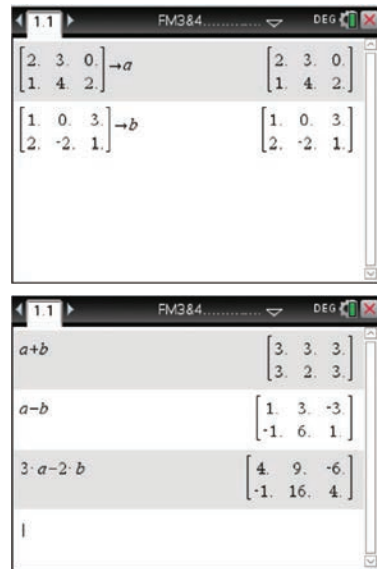 1.1 FM3&4............ DEG
[2. 3. 0.] →a [2. 3. 0.]
[1. 4. 2.] [1. 4. 2.]
[1. 0. 3.] →b [1. 0. 3.]
[2. -2. 1.] [2. -2. 1.]
1.1 FM3&4............ DEG
a+b [3. 3. 3.]
[3. 2. 3.]
a−b [1. 3. -3.]
[-1. 6. 1.]
3·a−2·b [4. 9. -6.]
[-1. 16. 4.]